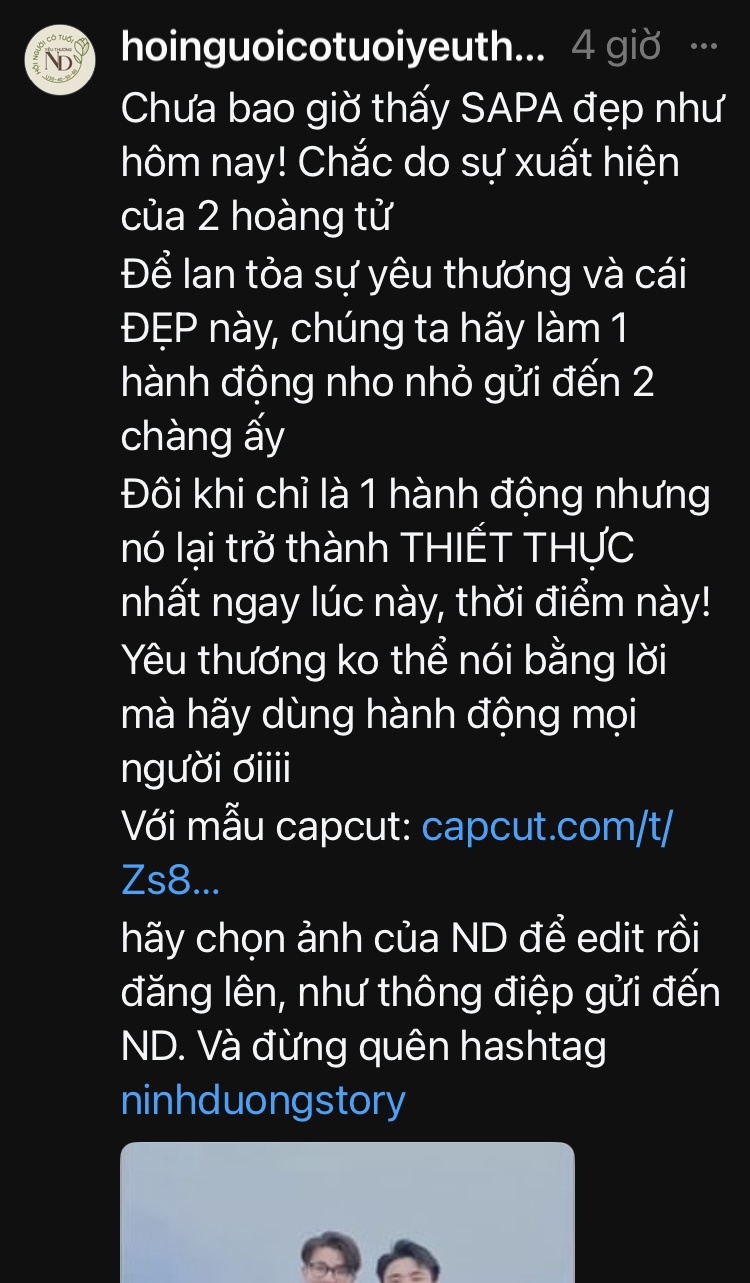 HỘI NGƯỜI CÓ TUỔI
YÊU THƯƠNG
ND
hoinguoicotuoiyeuth... 4 giờ ...
Chưa bao giờ thấy SAPA đẹp như
hôm nay! Chắc do sự xuất hiện
của 2 hoàng tử
Để lan tỏa sự yêu thương và cái
ĐẸP này, chúng ta hãy làm 1
hành động nho nhỏ gửi đến 2
chàng ấy
Đôi khi chỉ là 1 hành động nhưng
nó lại trở thành THIẾT THỰC
nhất ngay lúc này, thời điểm này!
Yêu thương ko thể nói bằng lời
mà hãy dùng hành động mọi
người ơiiii
Với mẫu capcut: capcut.com/t/
Zs8...
hãy chọn ảnh của ND để edit rồi
đăng lên, như thông điệp gửi đến
ND. Và đừng quên hashtag
ninhduongstory